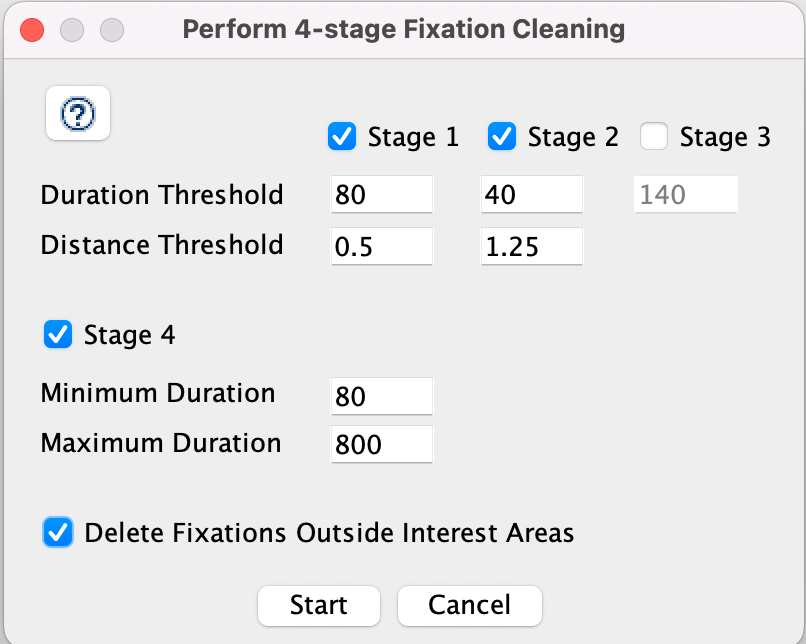 Perform 4-stage Fixation Cleaning
?
Stage 1 Stage 2 Stage 3
Duration Threshold 80 40 140
Distance Threshold 0.5 1.25
Stage 4
Minimum Duration 80
Maximum Duration 800
Delete Fixations Outside Interest Areas
Start Cancel